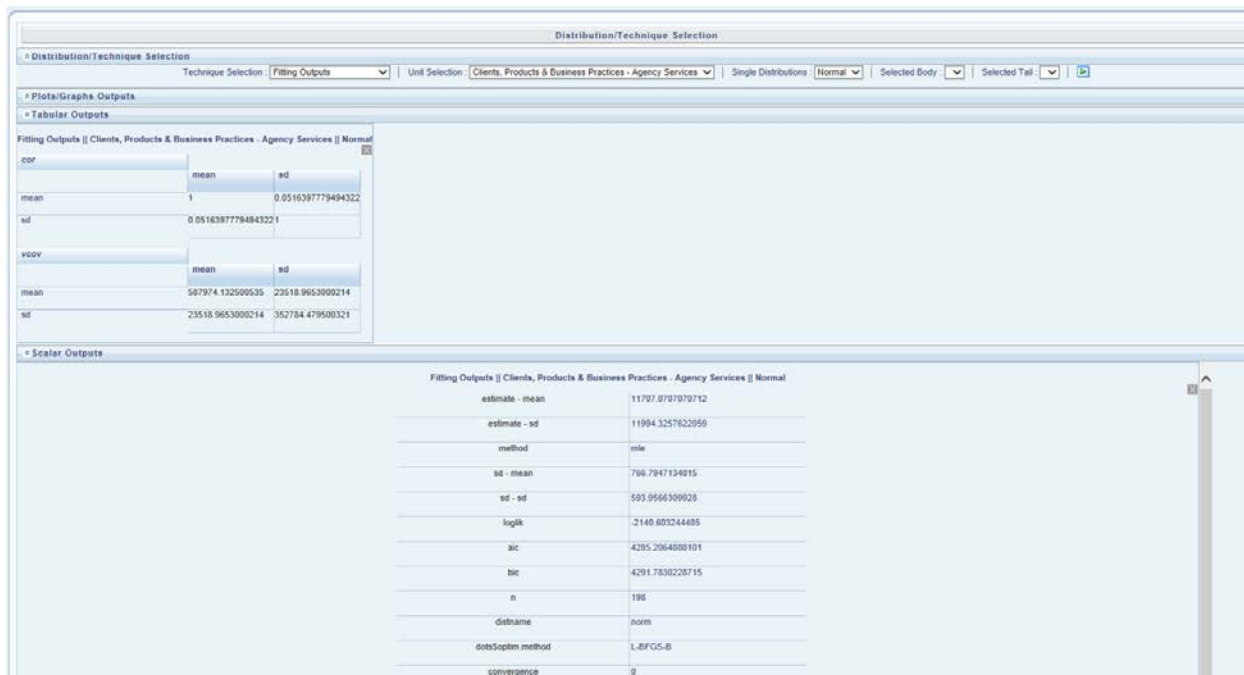 Distribution/Technique Selection
Distribution/Technique Selection
Technique Selection : Fitting Outputs | Unit Selection : Clients, Products & Business Practices - Agency Services | Single Distributions : Normal | Selected Body : | Selected Tail : |
Plots/Graphs Outputs
Tabular Outputs
Fitting Outputs || Clients, Products & Business Practices - Agency Services || Normal
cor
mean sd
mean 1 0.0516397779494322
sd 0.0516397779494322 1
vcov
mean sd
mean 587974.132500535 23518.9653000214
sd 23518.9653000214 352784.479500321
Scalar Outputs
Fitting Outputs || Clients, Products & Business Practices - Agency Services || Normal
estimate - mean 11707.0707070712
estimate - sd 11994.3257622059
method mle
sd - mean 766.7947134015
sd - sd 593.9566309928
loglik -2140.603244405
aic 4285.2064888101
bic 4291.7830228715
n 198
distname norm
dots$optim.method L-BFGS-B
convergence 0